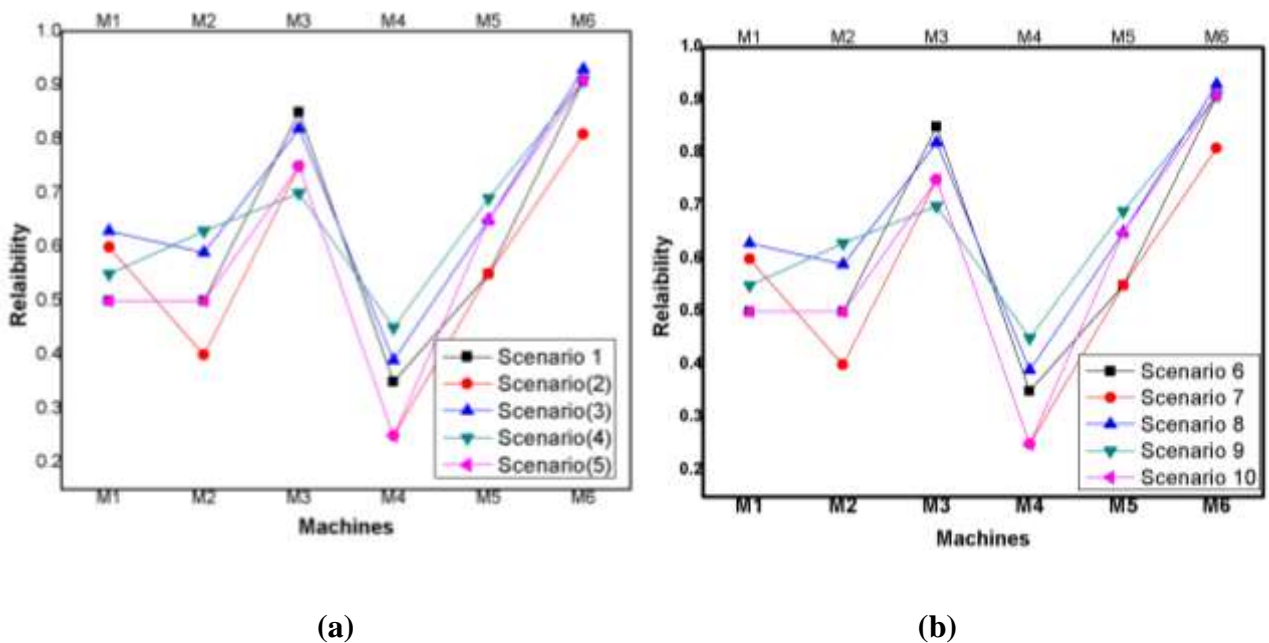 M1 M2 M3 M4 M5 M6
1.0
0.9
0.8
0.7
0.6
0.5
0.4
0.3
0.2
Relaibility
Scenario 1
Scenario(2)
Scenario(3)
Scenario(4)
Scenario(5)
M1 M2 M3 M4 M5 M6
Machines
(a)
M1 M2 M3 M4 M5 M6
1.0
0.9
0.8
0.7
0.6
0.5
0.4
0.3
0.2
Relaibility
Scenario 6
Scenario 7
Scenario 8
Scenario 9
Scenario 10
M1 M2 M3 M4 M5 M6
Machines
(b)